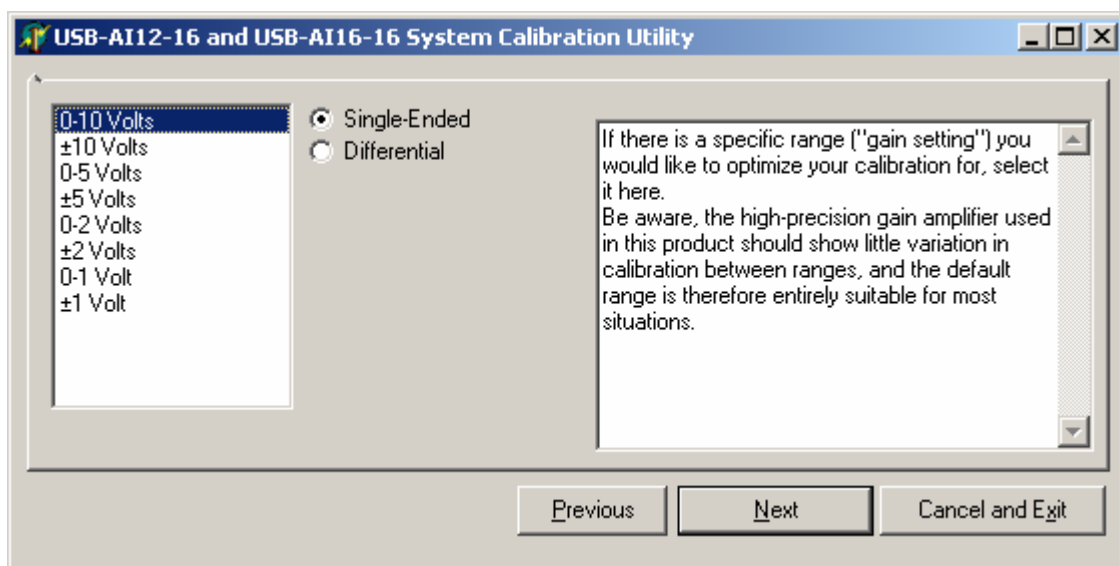 USB-AI12-16 and USB-AI16-16 System Calibration Utility
0-10 Volts
±10 Volts
0-5 Volts
±5 Volts
0-2 Volts
±2 Volts
0-1 Volt
±1 Volt
Single-Ended
Differential
If there is a specific range ("gain setting") you
would like to optimize your calibration for, select
it here.
Be aware, the high-precision gain amplifier used
in this product should show little variation in
calibration between ranges, and the default
range is therefore entirely suitable for most
situations.
Previous
Next
Cancel and Exit